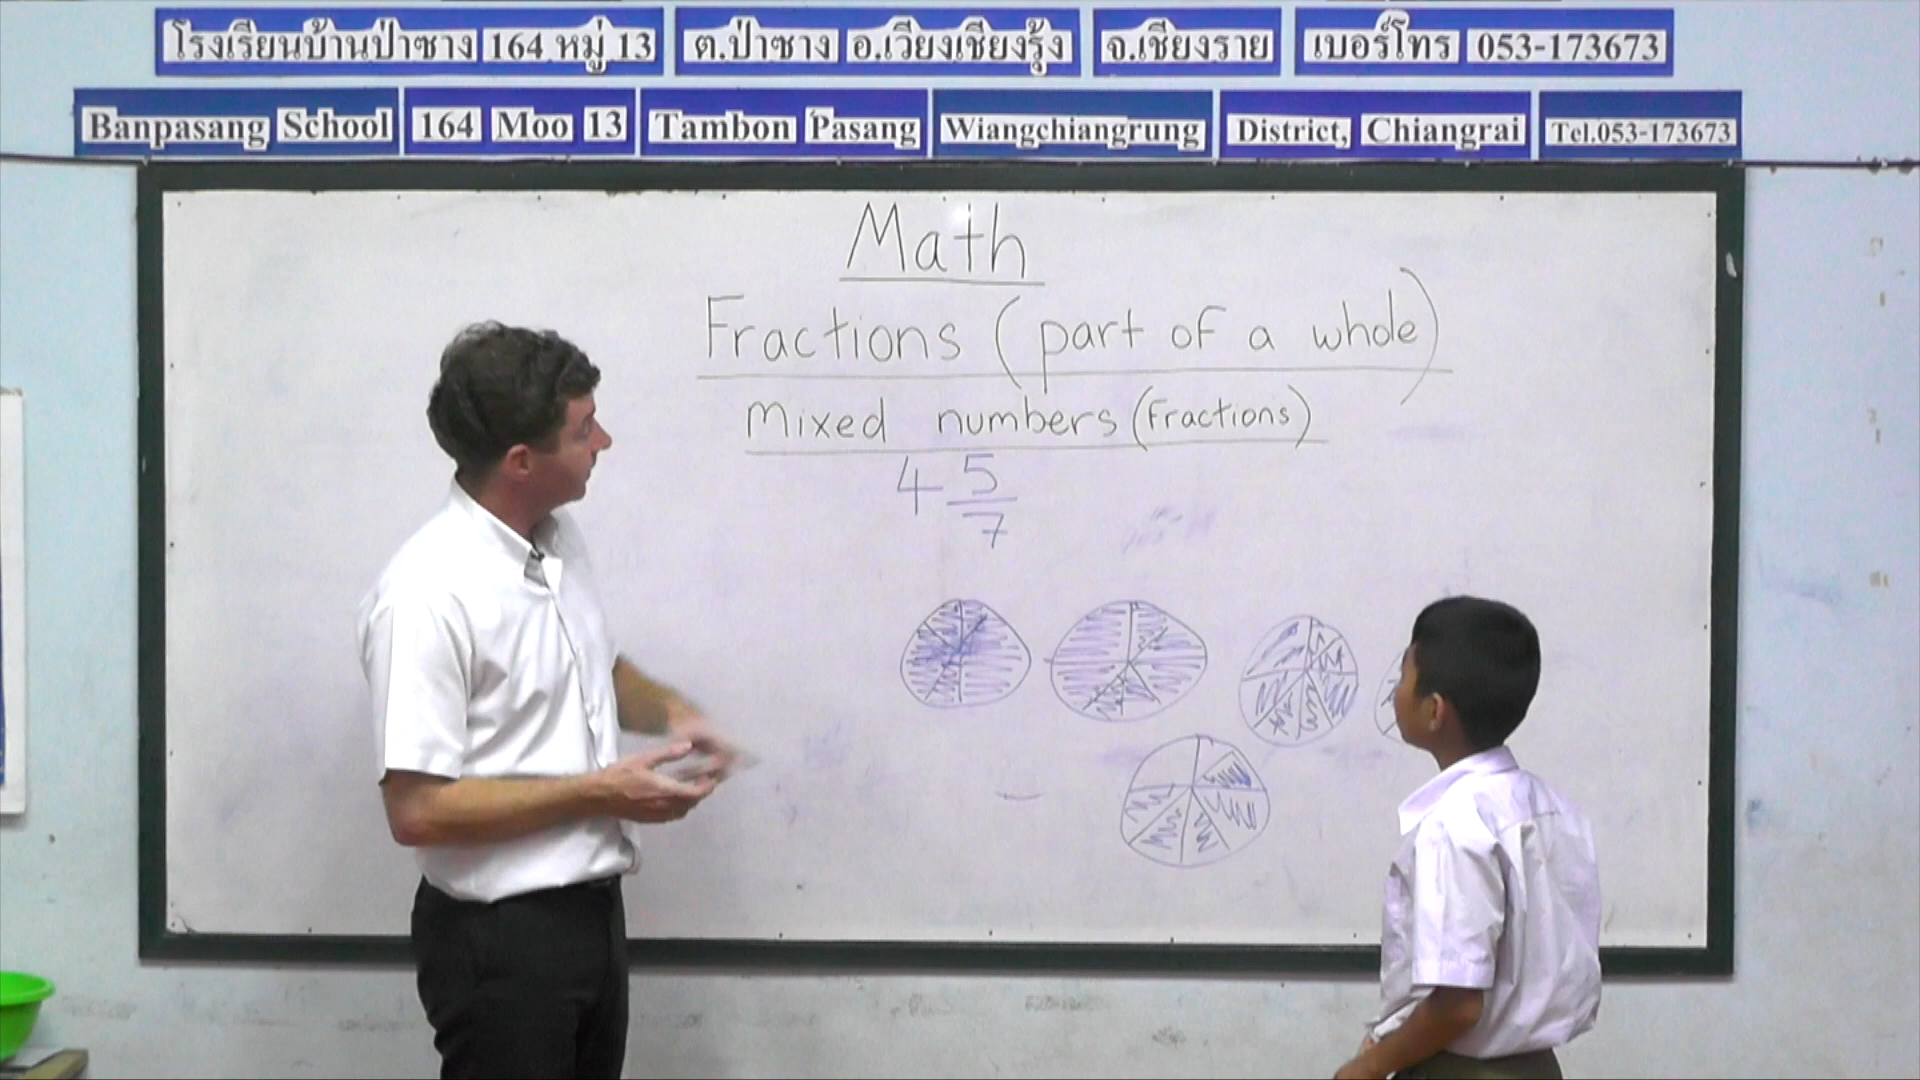 โรงเรียนบ้านป่าซาง 164 หมู่ 13 ต.ป่าซาง อ.เวียงเชียงรุ้ง จ.เชียงราย เบอร์โทร 053-173673
Banpasang School 164 Moo 13 Tambon Pasang Wiangchiangrung District, Chiangrai Tel.053-173673
Math
Fractions (part of a whole)
Mixed numbers (Fractions)
4 5/7